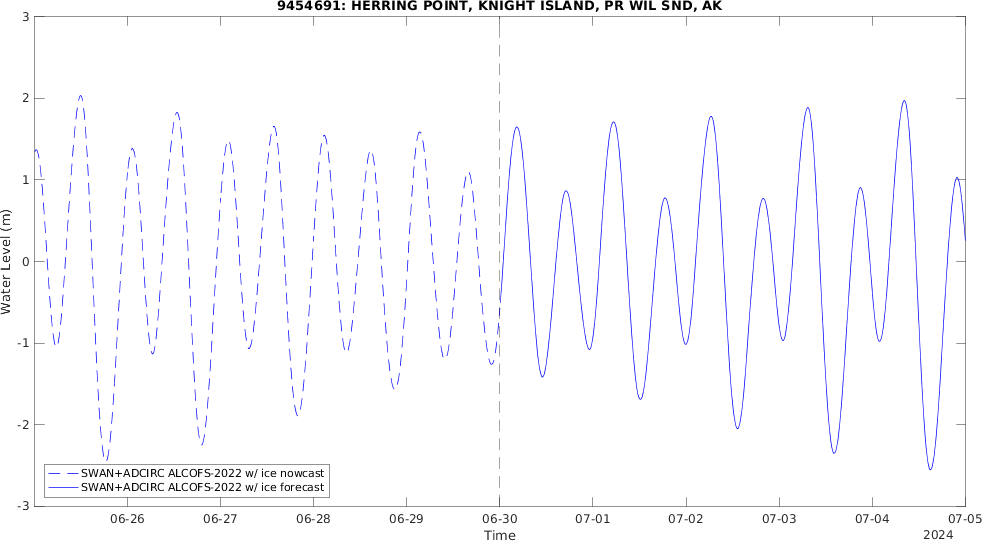 9454691: HERRING POINT, KNIGHT ISLAND, PR WIL SND, AK
3
2
1
0
-1
-2
-3
Water Level (m)
SWAN+ADCIRC ALCOFS-2022 w/ ice nowcast
SWAN+ADCIRC ALCOFS-2022 w/ ice forecast
06-26 06-27 06-28 06-29 06-30 07-01 07-02 07-03 07-04 07-05
Time
2024